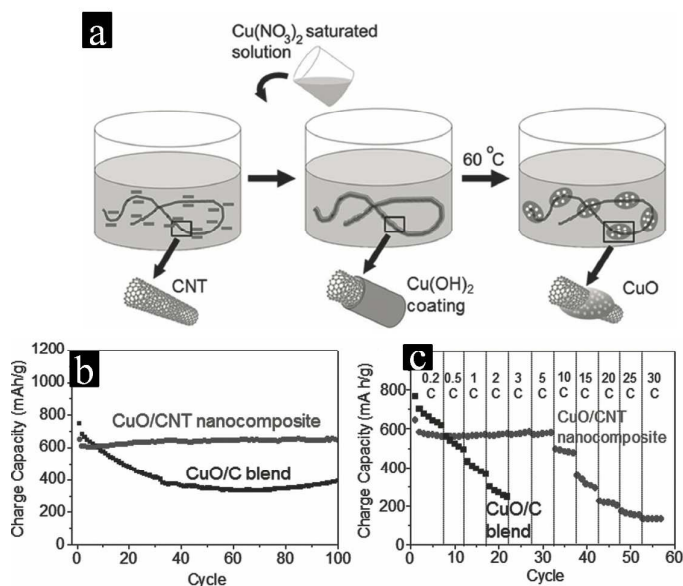 a
Cu(NO₃)₂ saturated
solution
60 °C
CNT
Cu(OH)₂
coating
CuO
b
1200
1000
800
600
400
200
0
Charge Capacity (mAh/g)
CuO/CNT nanocomposite
CuO/C blend
0 20 40 60 80 100
Cycle
c
800
600
400
200
0
Charge Capacity (mA h/g)
0.2 0.5 1 2 3 5 10 15 20 25 30
C C C C C C C C C C C
CuO/CNT
nanocomposite
CuO/C
blend
0 10 20 30 40 50 60
Cycle